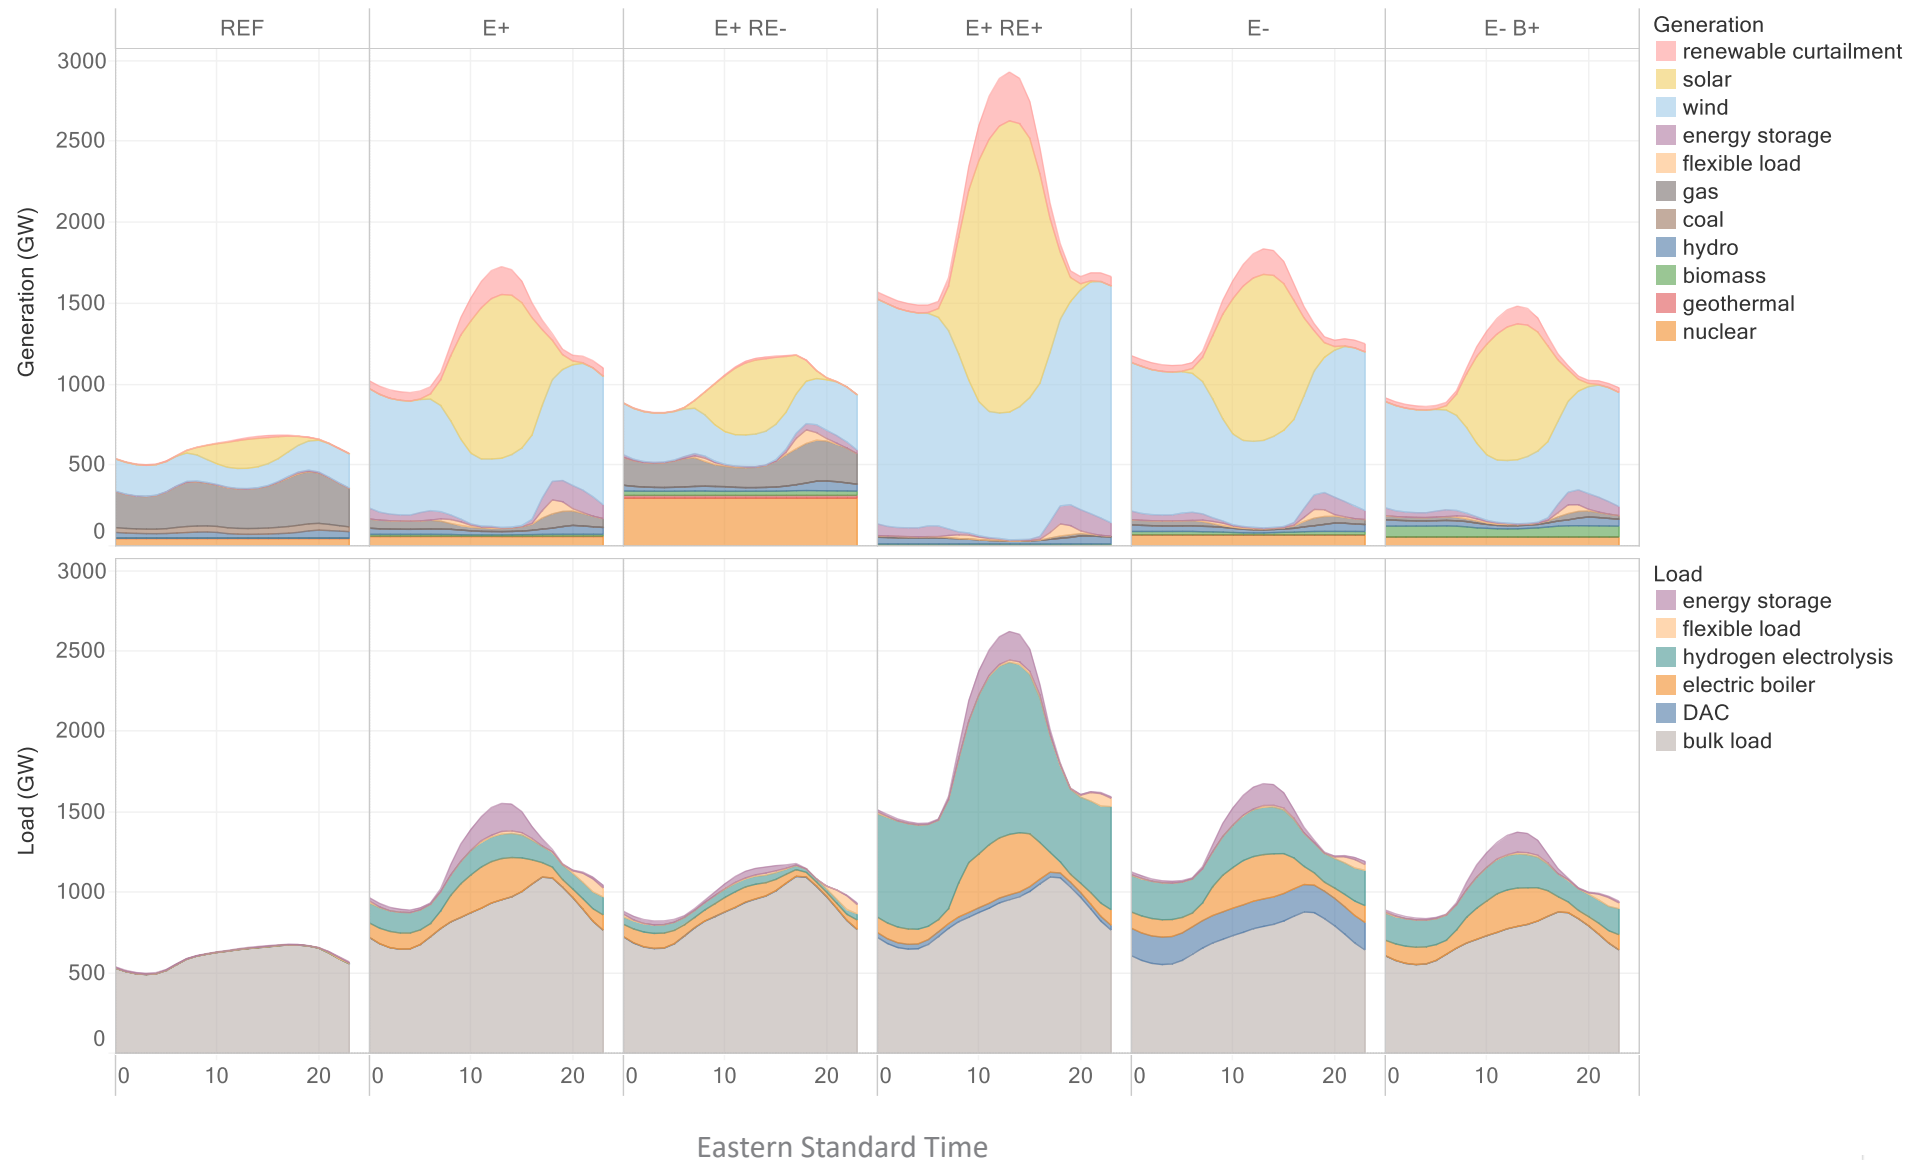 REF E+ E+ RE- E+ RE+ E- E- B+
Generation (GW)
3000
2500
2000
1500
1000
500
0
Generation
renewable curtailment
solar
wind
energy storage
flexible load
gas
coal
hydro
biomass
geothermal
nuclear
Load (GW)
3000
2500
2000
1500
1000
500
0
Load
energy storage
flexible load
hydrogen electrolysis
electric boiler
DAC
bulk load
0 10 20 0 10 20 0 10 20 0 10 20 0 10 20 0 10 20
Eastern Standard Time